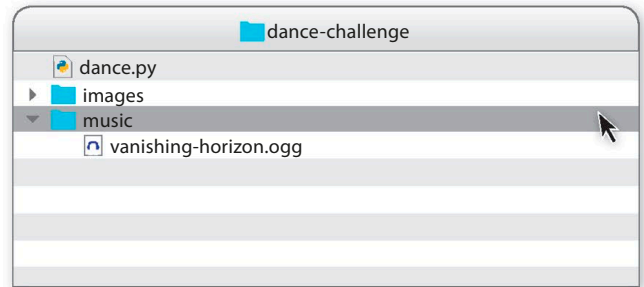 dance-challenge
dance.py
images
music
vanishing-horizon.ogg